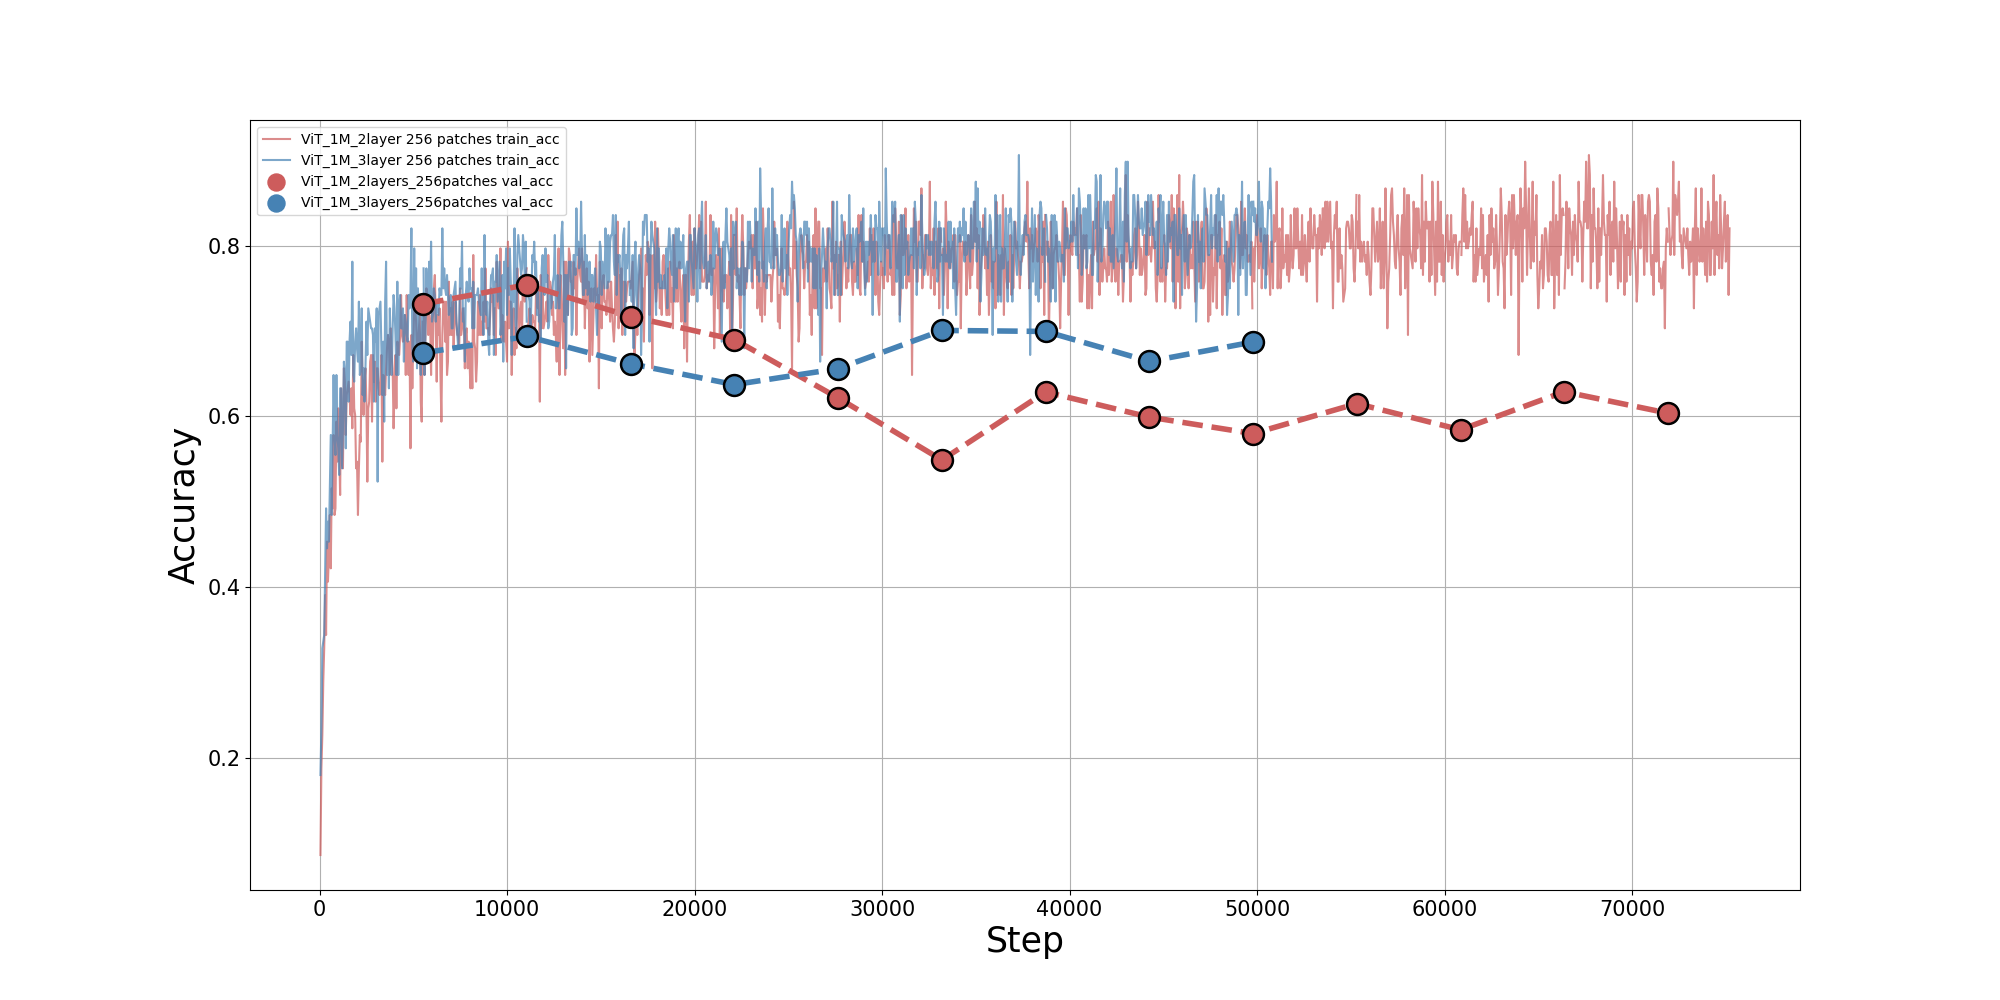 ViT_1M_2layer 256 patches train_acc
ViT_1M_3layer 256 patches train_acc
ViT_1M_2layers_256patches val_acc
ViT_1M_3layers_256patches val_acc
0.8
0.6
0.4
0.2
Accuracy
0 10000 20000 30000 40000 50000 60000 70000
Step